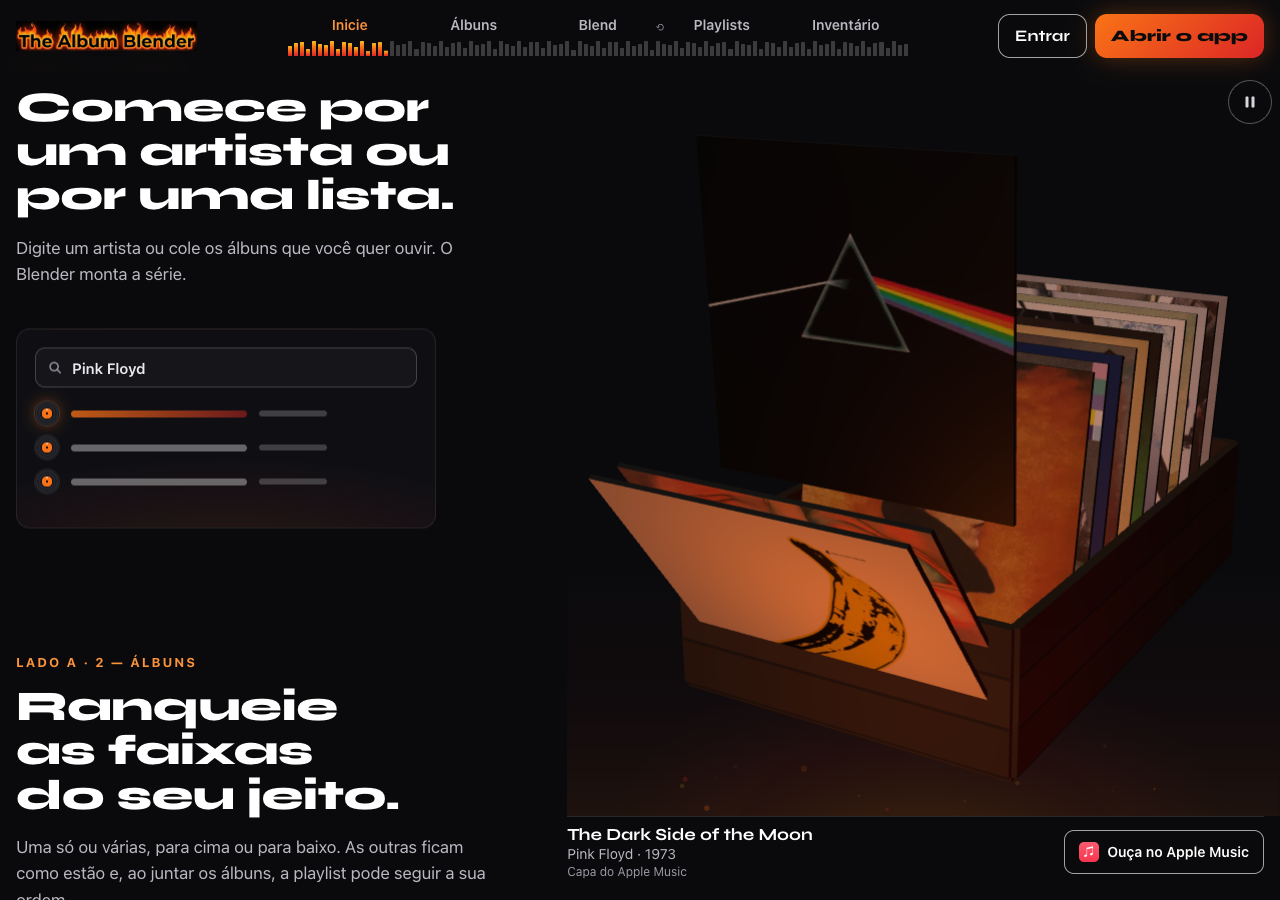 The Album Blender
Inicie
Álbuns
Blend
Playlists
Inventário
Entrar
Abrir o app
Comece por
um artista ou
por uma lista.
Digite um artista ou cole os álbuns que você quer ouvir. O
Blender monta a série.
Pink Floyd
LADO A · 2 — ÁLBUNS
Ranqueie
as faixas
do seu jeito.
Uma só ou várias, para cima ou para baixo. As outras ficam
como estão e, ao juntar os álbuns, a playlist pode seguir a sua
ordem.
The Dark Side of the Moon
Pink Floyd · 1973
Capa do Apple Music
Ouça no Apple Music